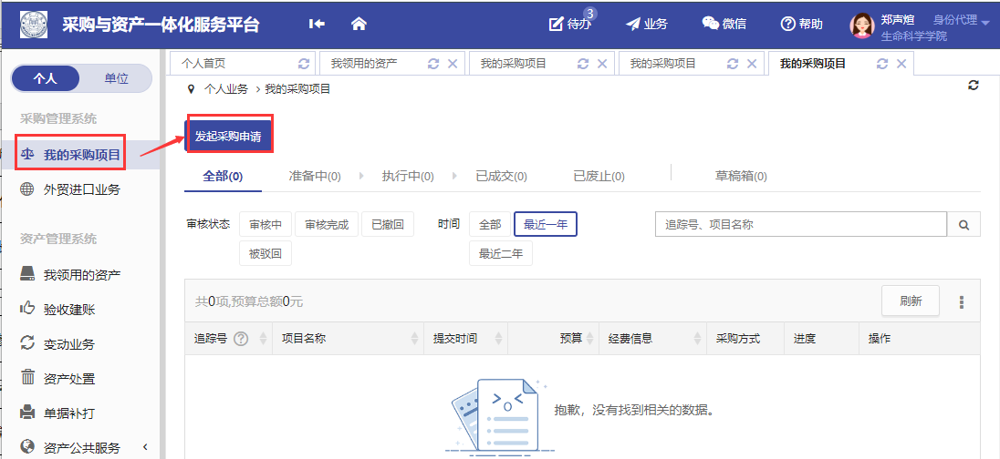 采购与资产一体化服务平台
待办 3
业务
微信
帮助
郑声煊
身份代理
生命科学学院
个人
单位
采购管理系统
我的采购项目
外贸进口业务
资产管理系统
我领用的资产
验收建账
变动业务
资产处置
单据补打
资产公共服务
个人首页
我领用的资产
我的采购项目
我的采购项目
我的采购项目
个人业务 > 我的采购项目
发起采购申请
全部(0)
准备中(0)
执行中(0)
已成交(0)
已废止(0)
草稿箱(0)
审核状态
审核中
审核完成
已撤回
被驳回
时间
全部
最近一年
最近二年
追踪号、项目名称
共0项,预算总额0元
刷新
追踪号
项目名称
提交时间
预算
经费信息
采购方式
进度
操作
抱歉，没有找到相关的数据。